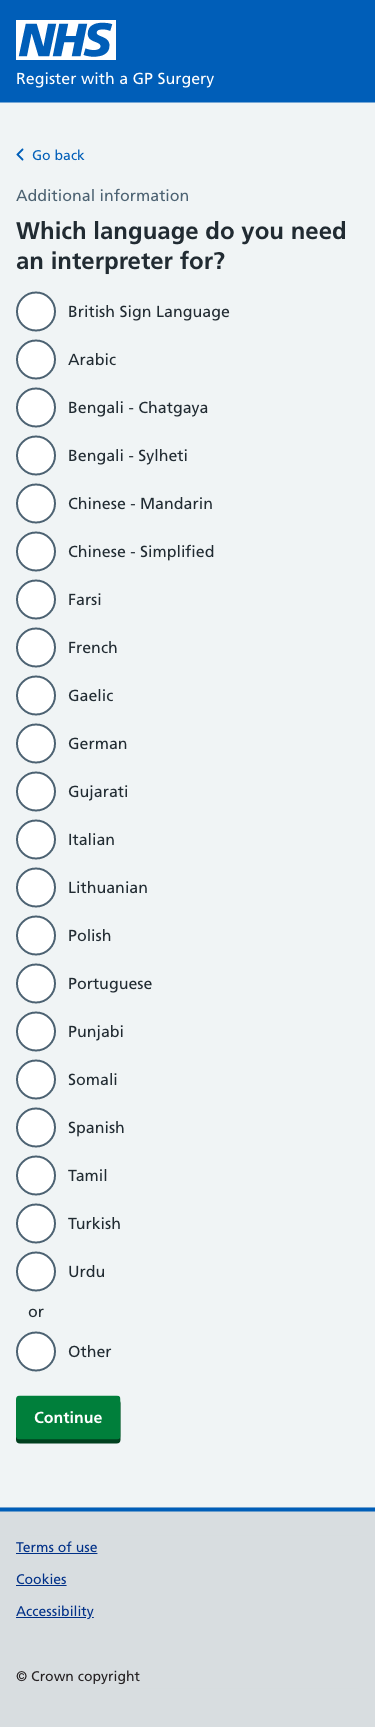 NHS
Register with a GP Surgery
Go back
Additional information
Which language do you need
an interpreter for?
British Sign Language
Arabic
Bengali - Chatgaya
Bengali - Sylheti
Chinese - Mandarin
Chinese - Simplified
Farsi
French
Gaelic
German
Gujarati
Italian
Lithuanian
Polish
Portuguese
Punjabi
Somali
Spanish
Tamil
Turkish
Urdu
or
Other
Continue
Terms of use
Cookies
Accessibility
© Crown copyright